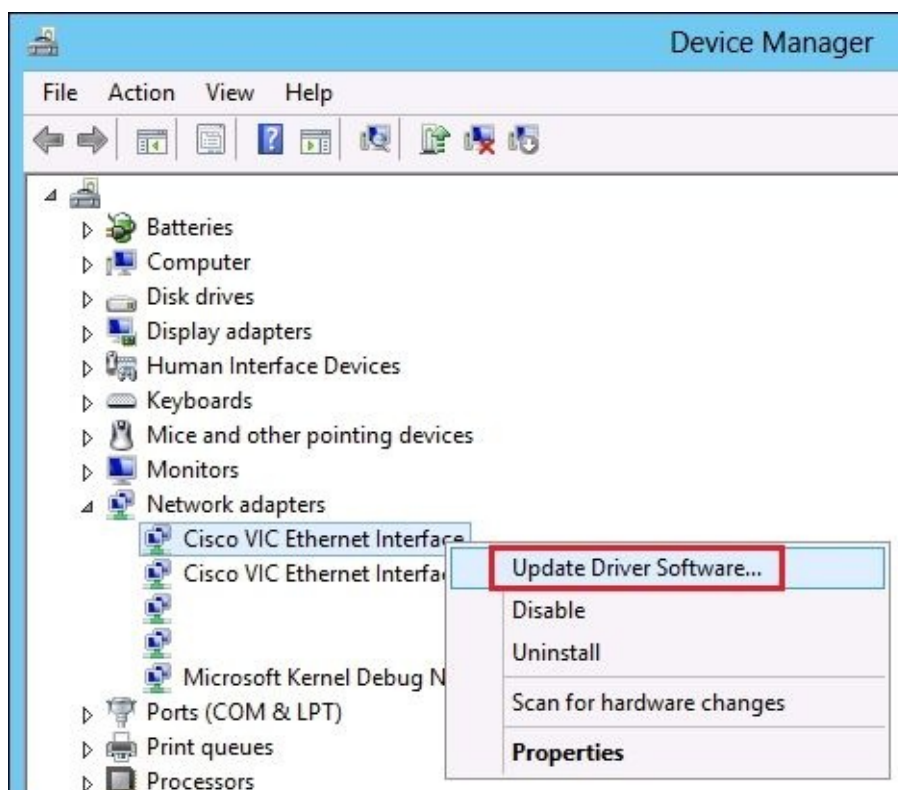 Device Manager
File Action View Help
Batteries
Computer
Disk drives
Display adapters
Human Interface Devices
Keyboards
Mice and other pointing devices
Monitors
Network adapters
Cisco VIC Ethernet Interface
Cisco VIC Ethernet Interfa
Update Driver Software...
Disable
Uninstall
Microsoft Kernel Debug N
Scan for hardware changes
Ports (COM & LPT)
Print queues
Properties
Processors